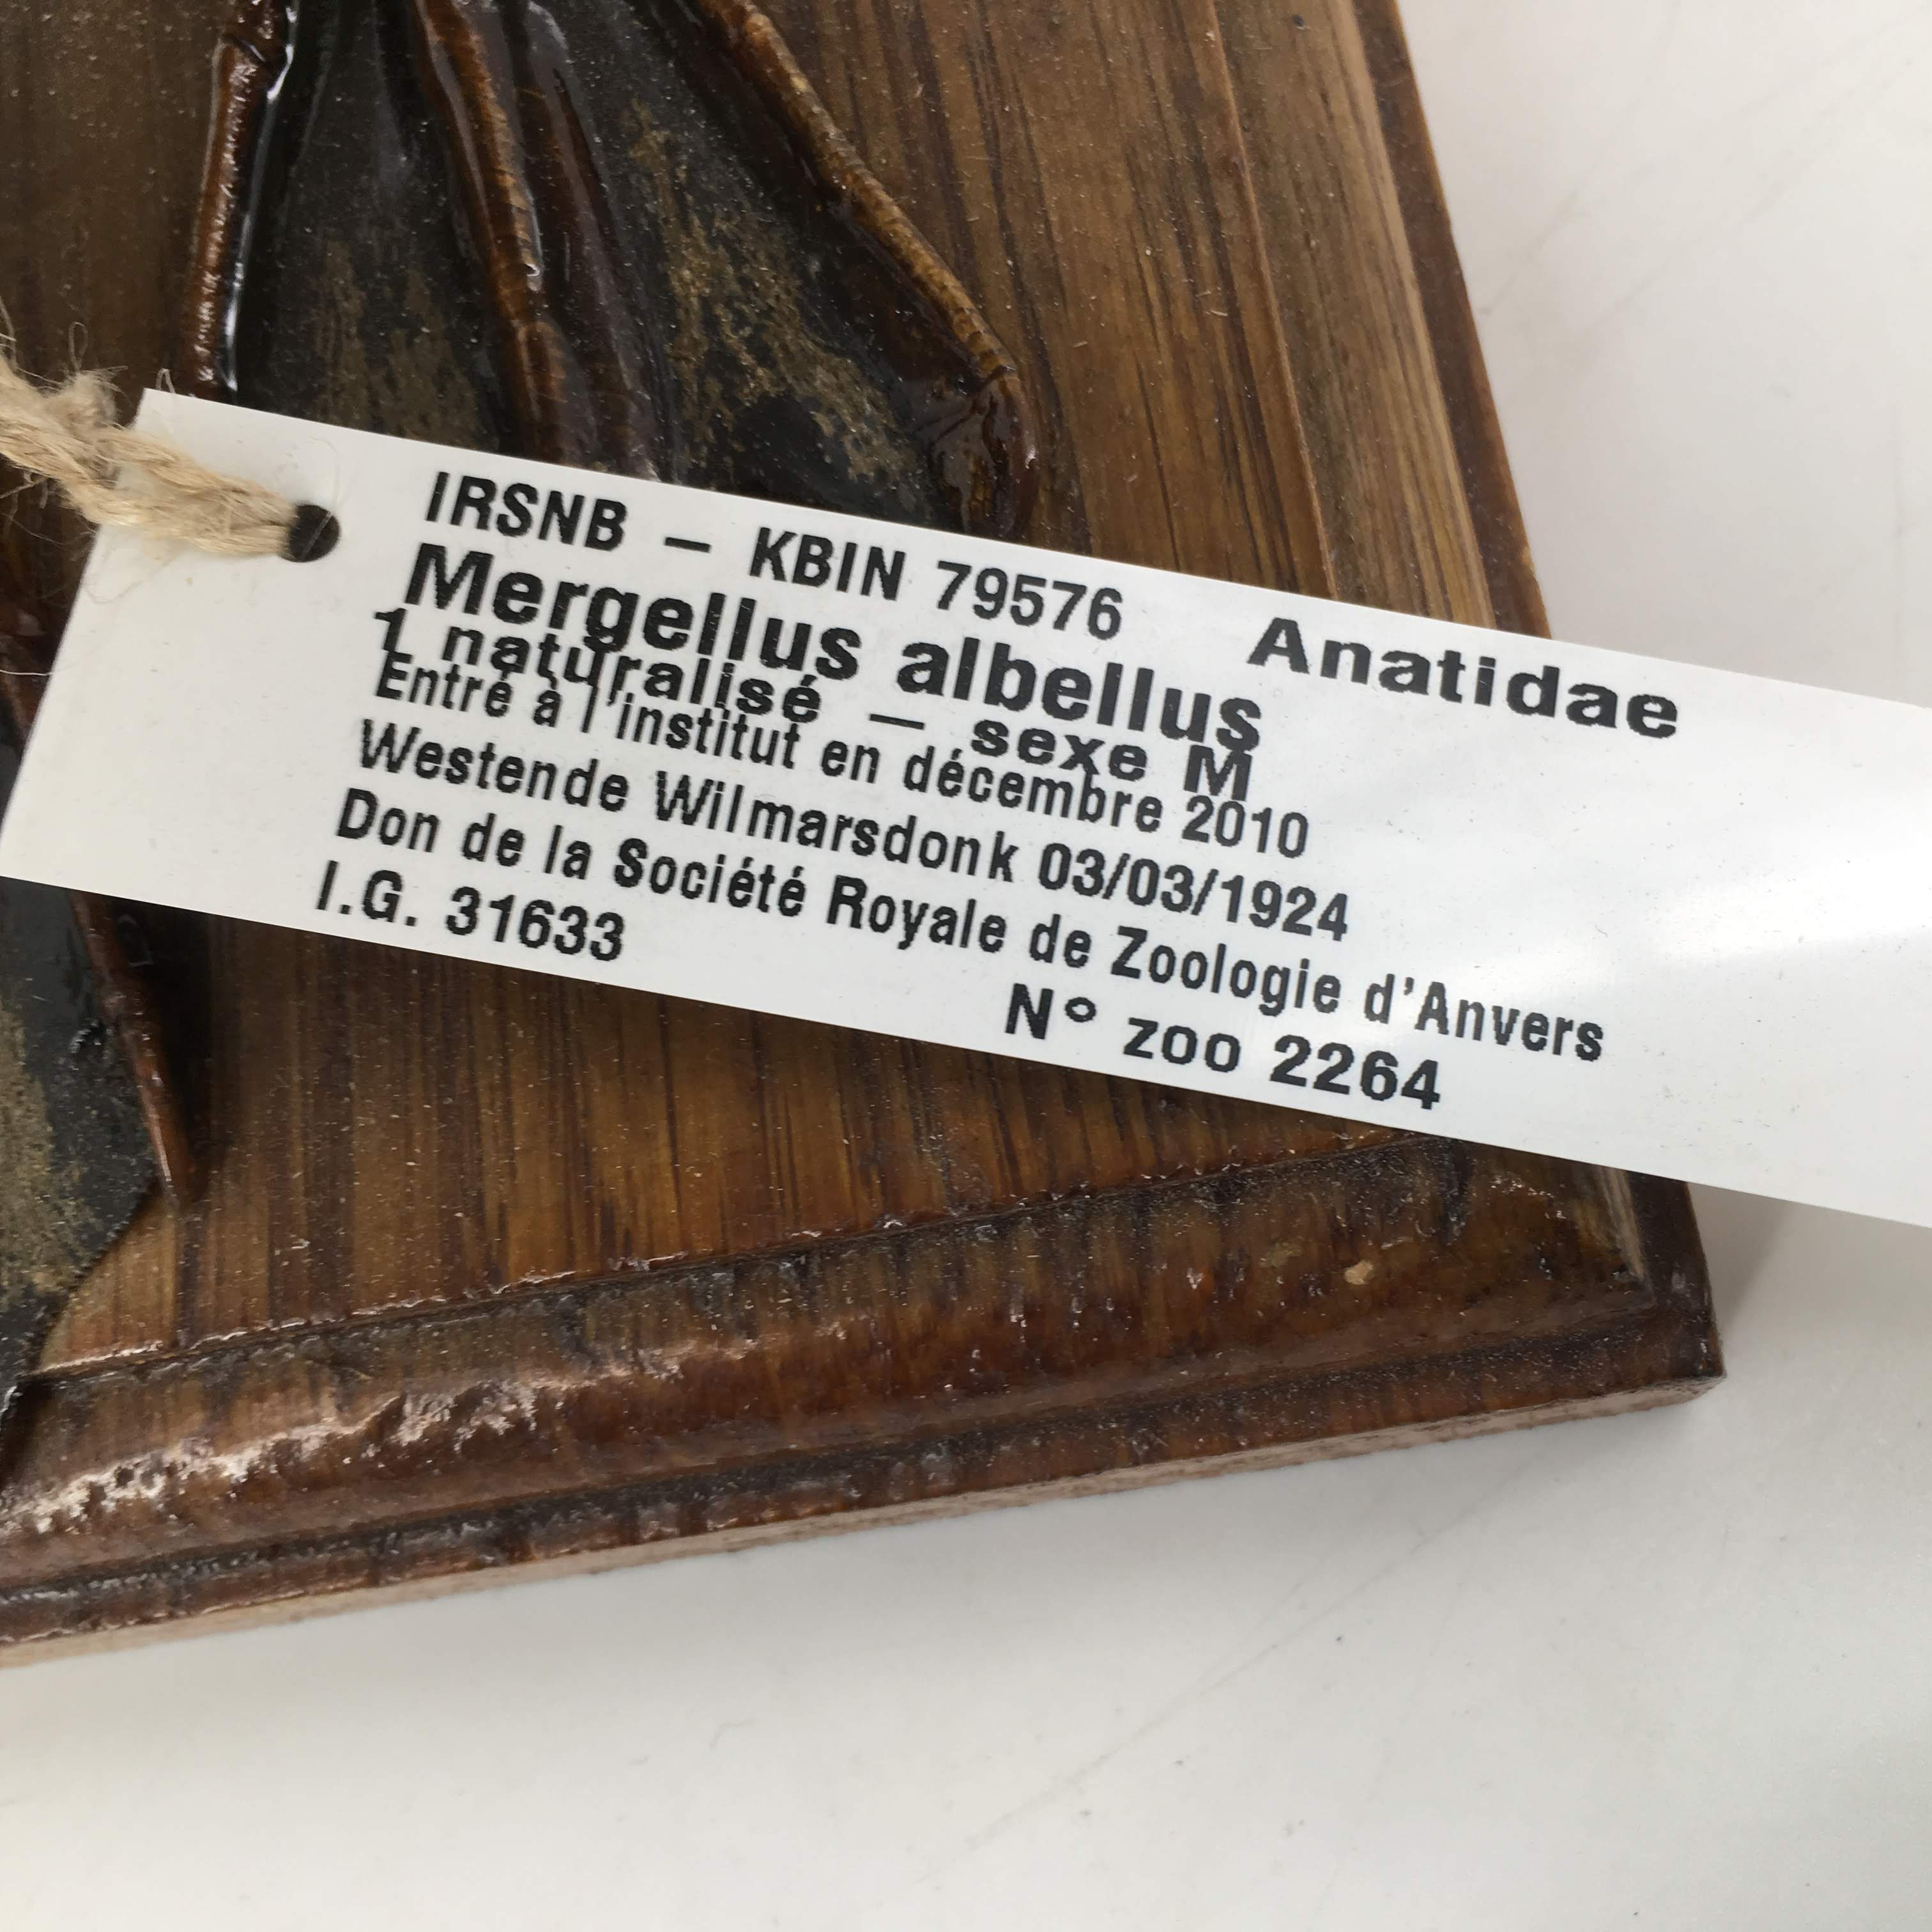 IRSNB – KBIN 79576 Anatidae
Mergellus albellus
1 naturalisé – sexe M
Entré à l'institut en décembre 2010
Westende Wilmarsdonk 03/03/1924
Don de la Société Royale de Zoologie d'Anvers
I.G. 31633 N° zoo 2264